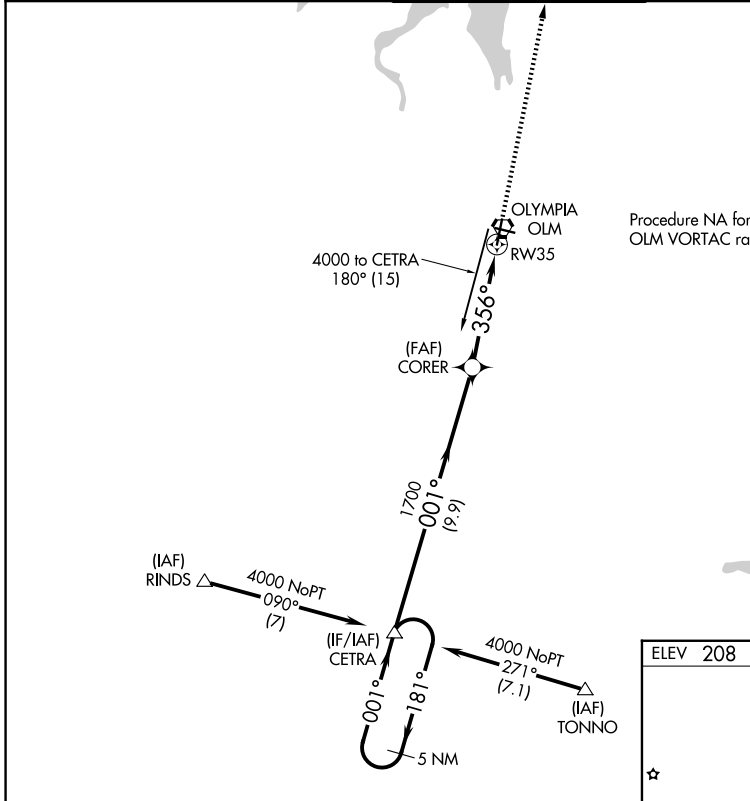 OLYMPIA
OLM
RW35
Procedure NA for
OLM VORTAC ra
4000 to CETRA
180° (15)
356°
(FAF)
CORER
1700
001°
(9.9)
(IAF)
RINDS
4000 NoPT
090°
(7)
(IF/IAF)
CETRA
4000 NoPT
271°
(7.1)
(IAF)
TONNO
001°
181°
5 NM
ELEV 208